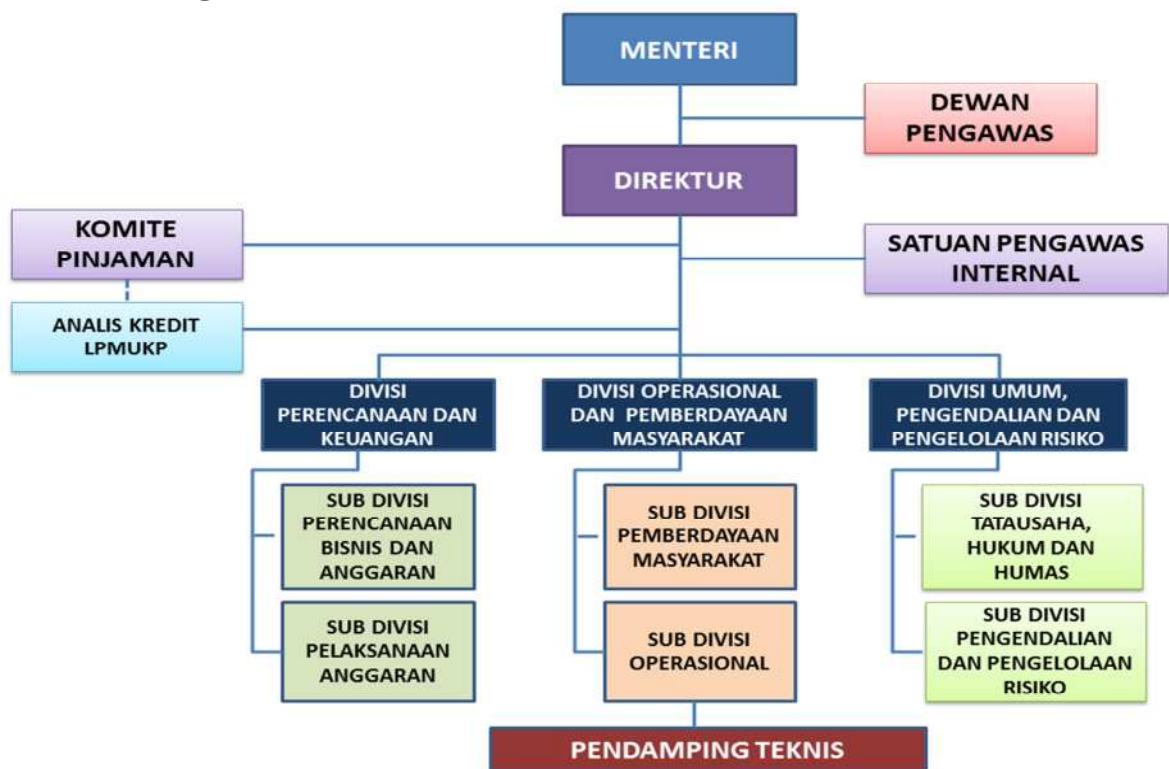 MENTERI
DEWAN
PENGAWAS
DIREKTUR
KOMITE
PINJAMAN
SATUAN PENGAWAS
INTERNAL
ANALIS KREDIT
LPMUKP
DIVISI
PERENCANAAN DAN
KEUANGAN
DIVISI OPERASIONAL
DAN PEMBERDAYAAN
MASYARAKAT
DIVISI UMUM,
PENGENDALIAN DAN
PENGELOLAAN RISIKO
SUB DIVISI
PERENCANAAN
BISNIS DAN
ANGGARAN
SUB DIVISI
PEMBERDAYAAN
MASYARAKAT
SUB DIVISI
TATAUSAHA,
HUKUM DAN
HUMAS
SUB DIVISI
PELAKSANAAN
ANGGARAN
SUB DIVISI
OPERASIONAL
SUB DIVISI
PENGENDALIAN
DAN PENGELOLAAN
RISIKO
PENDAMPING TEKNIS